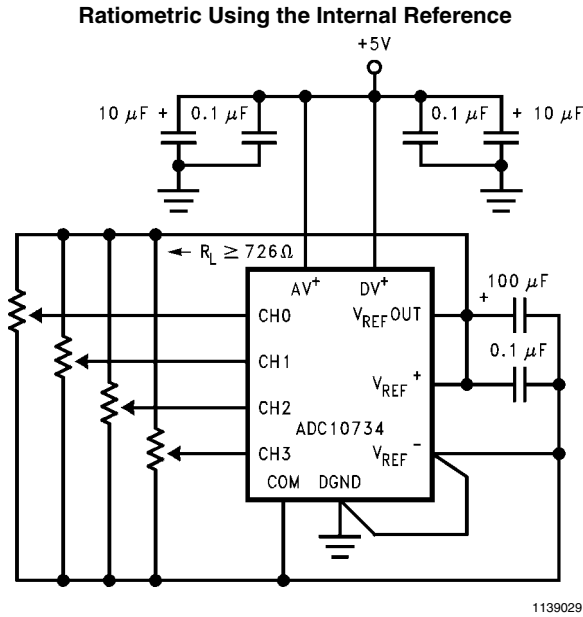 Ratiometric Using the Internal Reference
+5V
10 μF + 0.1 μF 0.1 μF + 10 μF
R_L ≥ 726Ω
AV⁺ DV⁺
+ 100 μF
CH0 V_REF OUT
0.1 μF
CH1
V_REF⁺
CH2
ADC10734
CH3 V_REF⁻
COM DGND
1139029